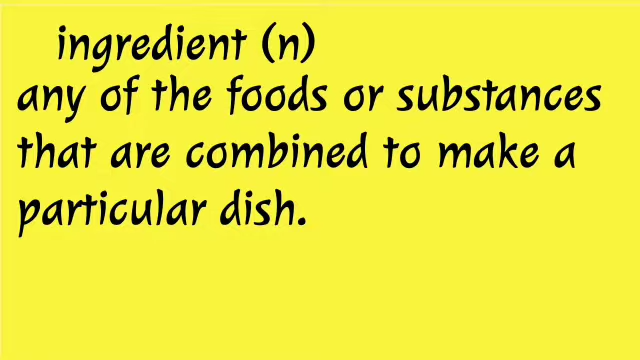 ingredient (n)
any of the foods or substances
that are combined to make a
particular dish.